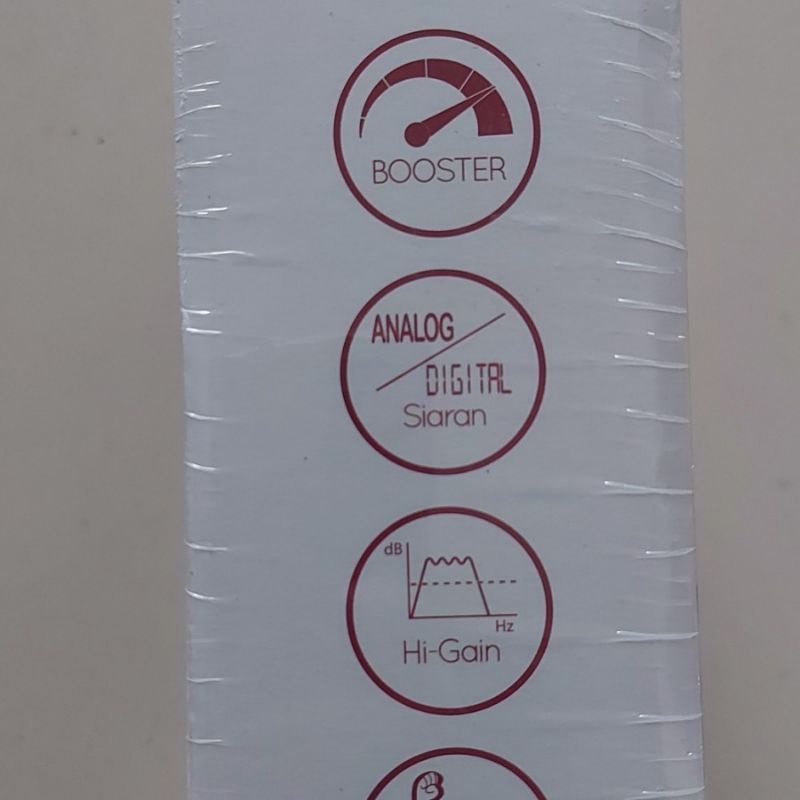 BOOSTER
ANALOG
DIGITAL
Siaran
dB
Hz
Hi-Gain